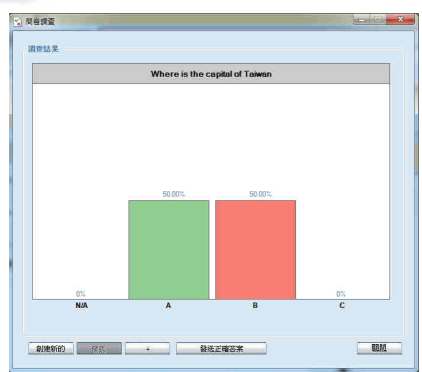 問卷調查
調查結果
Where is the capital of Taiwan
50.00% 50.00%
0% 0%
N/A A B C
創建新的 + 發送正確答案 關閉